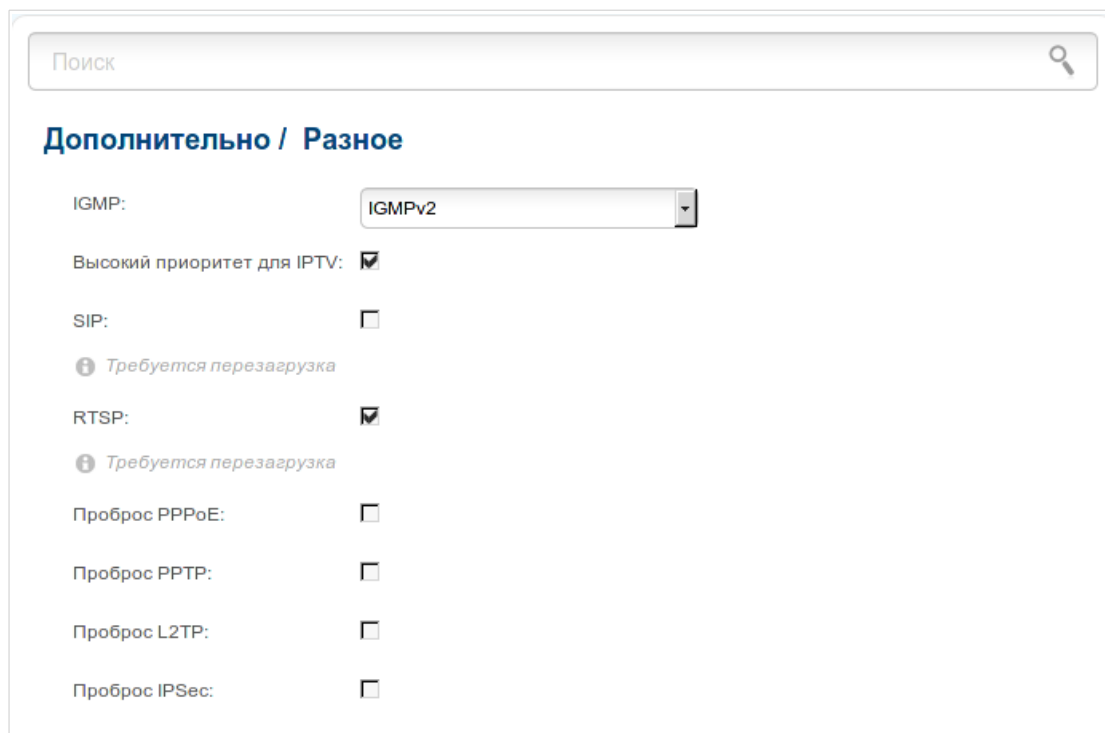 Поиск
Дополнительно / Разное
IGMP: IGMPv2
Высокий приоритет для IPTV:
SIP:
Требуется перезагрузка
RTSP:
Требуется перезагрузка
Проброс PPPoE:
Проброс PPTP:
Проброс L2TP:
Проброс IPSec: